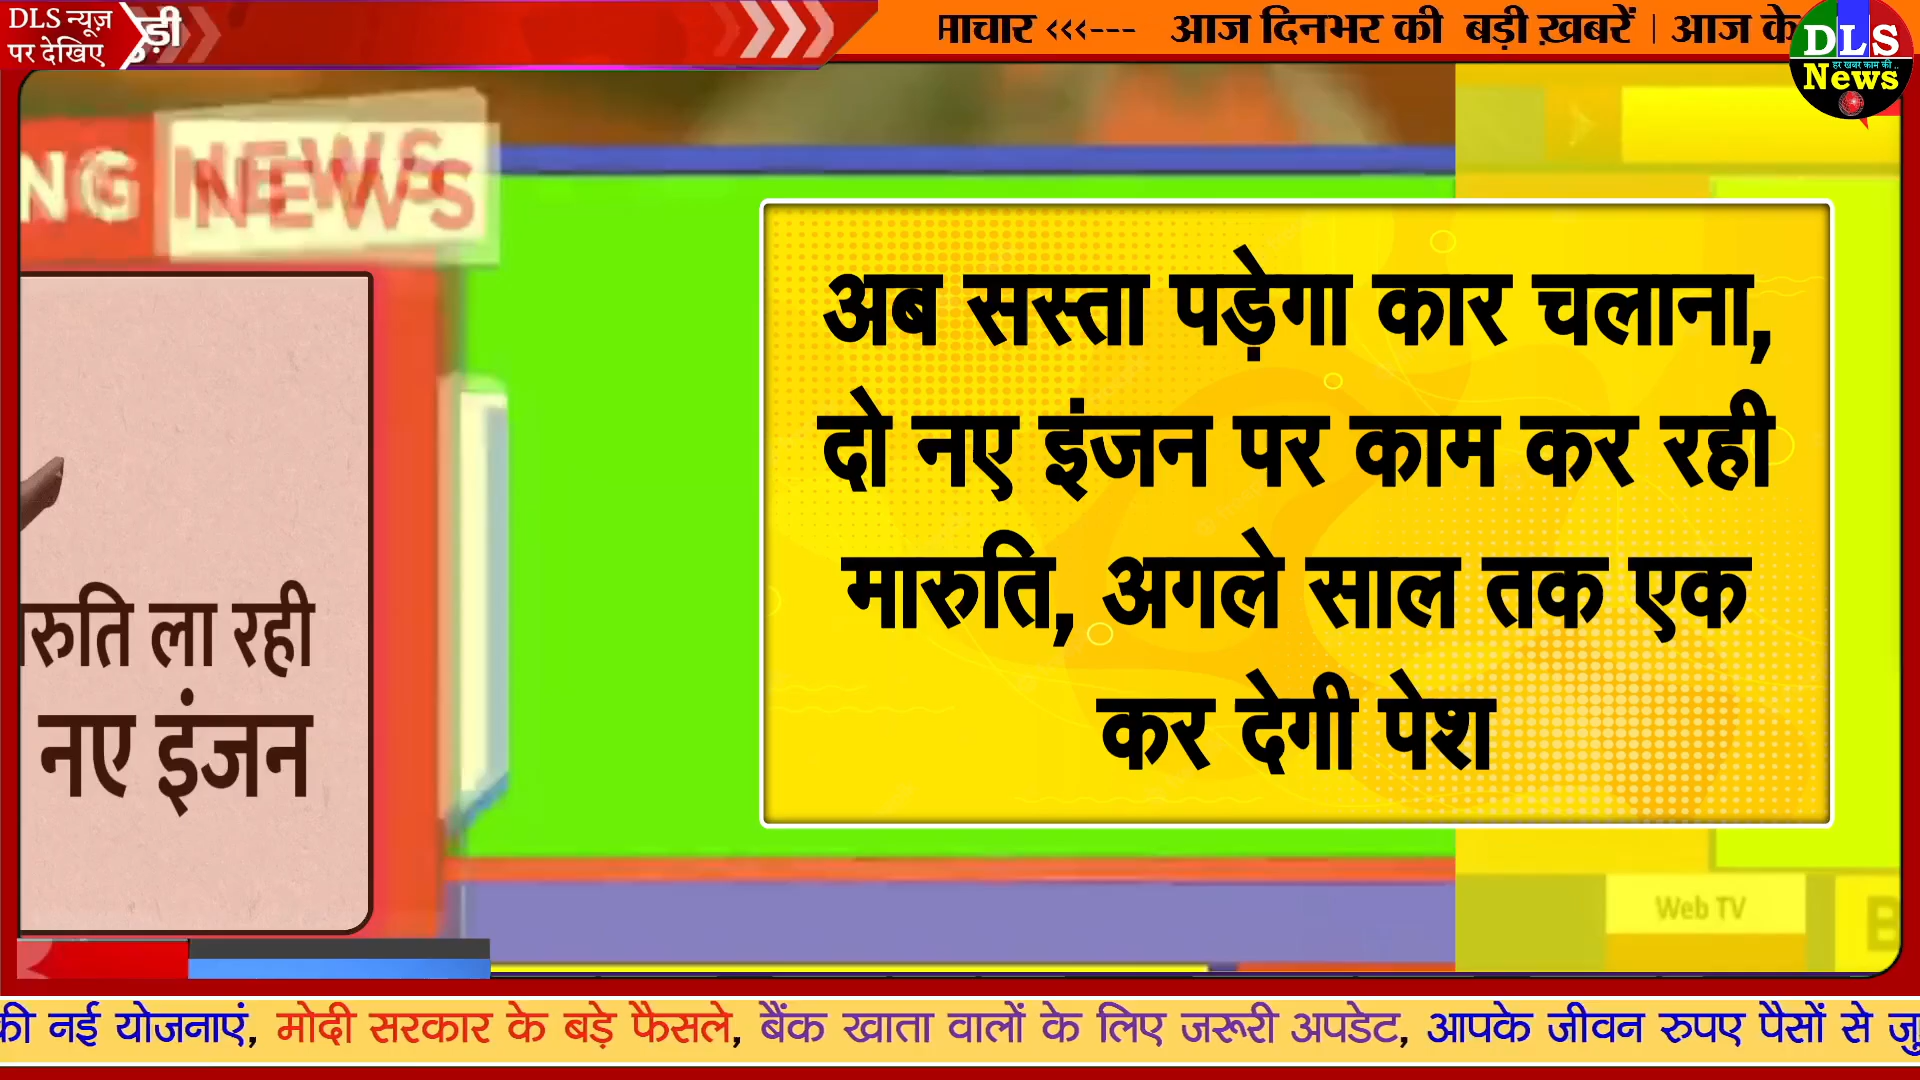 DLS न्यूज़
पर देखिए
ड़ी
माचार <<<--- आज दिनभर की बड़ी ख़बरें | आज के
DLS
हर खबर काम की..
News
NG NEWS
अब सस्ता पड़ेगा कार चलाना,
दो नए इंजन पर काम कर रही
मारुति, अगले साल तक एक
कर देगी पेश
रुति ला रही
नए इंजन
Web TV
B
की नई योजनाएं, मोदी सरकार के बड़े फैसले, बैंक खाता वालों के लिए जरूरी अपडेट, आपके जीवन रुपए पैसों से